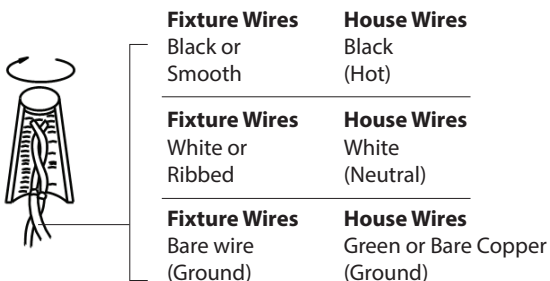 Fixture Wires House Wires
Black or Black
Smooth (Hot)
Fixture Wires House Wires
White or White
Ribbed (Neutral)
Fixture Wires House Wires
Bare wire Green or Bare Copper
(Ground) (Ground)